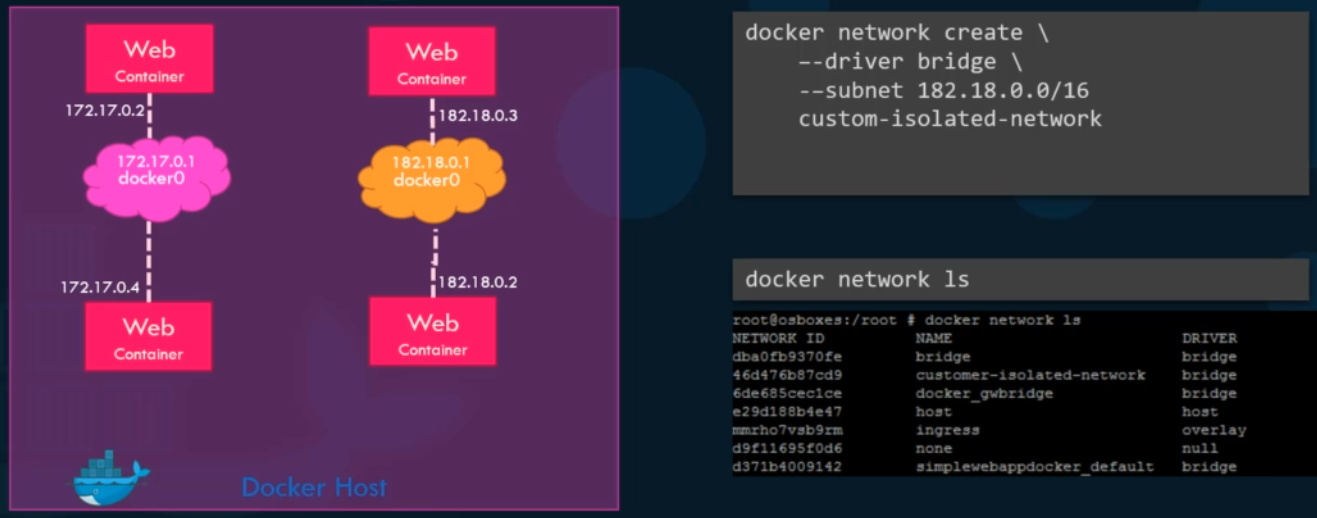 Web
Container
172.17.0.2
172.17.0.1
docker0
172.17.0.4
Web
Container
Web
Container
182.18.0.3
182.18.0.1
docker0
182.18.0.2
Web
Container
Docker Host
docker network create \
--driver bridge \
--subnet 182.18.0.0/16
custom-isolated-network
docker network ls
root@osboxes:/root # docker network ls
NETWORK ID NAME DRIVER
dba0fb9370fe bridge bridge
46d476b87cd9 customer-isolated-network bridge
6de685cec1ce docker_gwbridge bridge
e29d188b4e47 host host
mmrho7vsb9rm ingress overlay
d9f11695f0d6 none null
d371b4009142 simplewebappdocker_default bridge